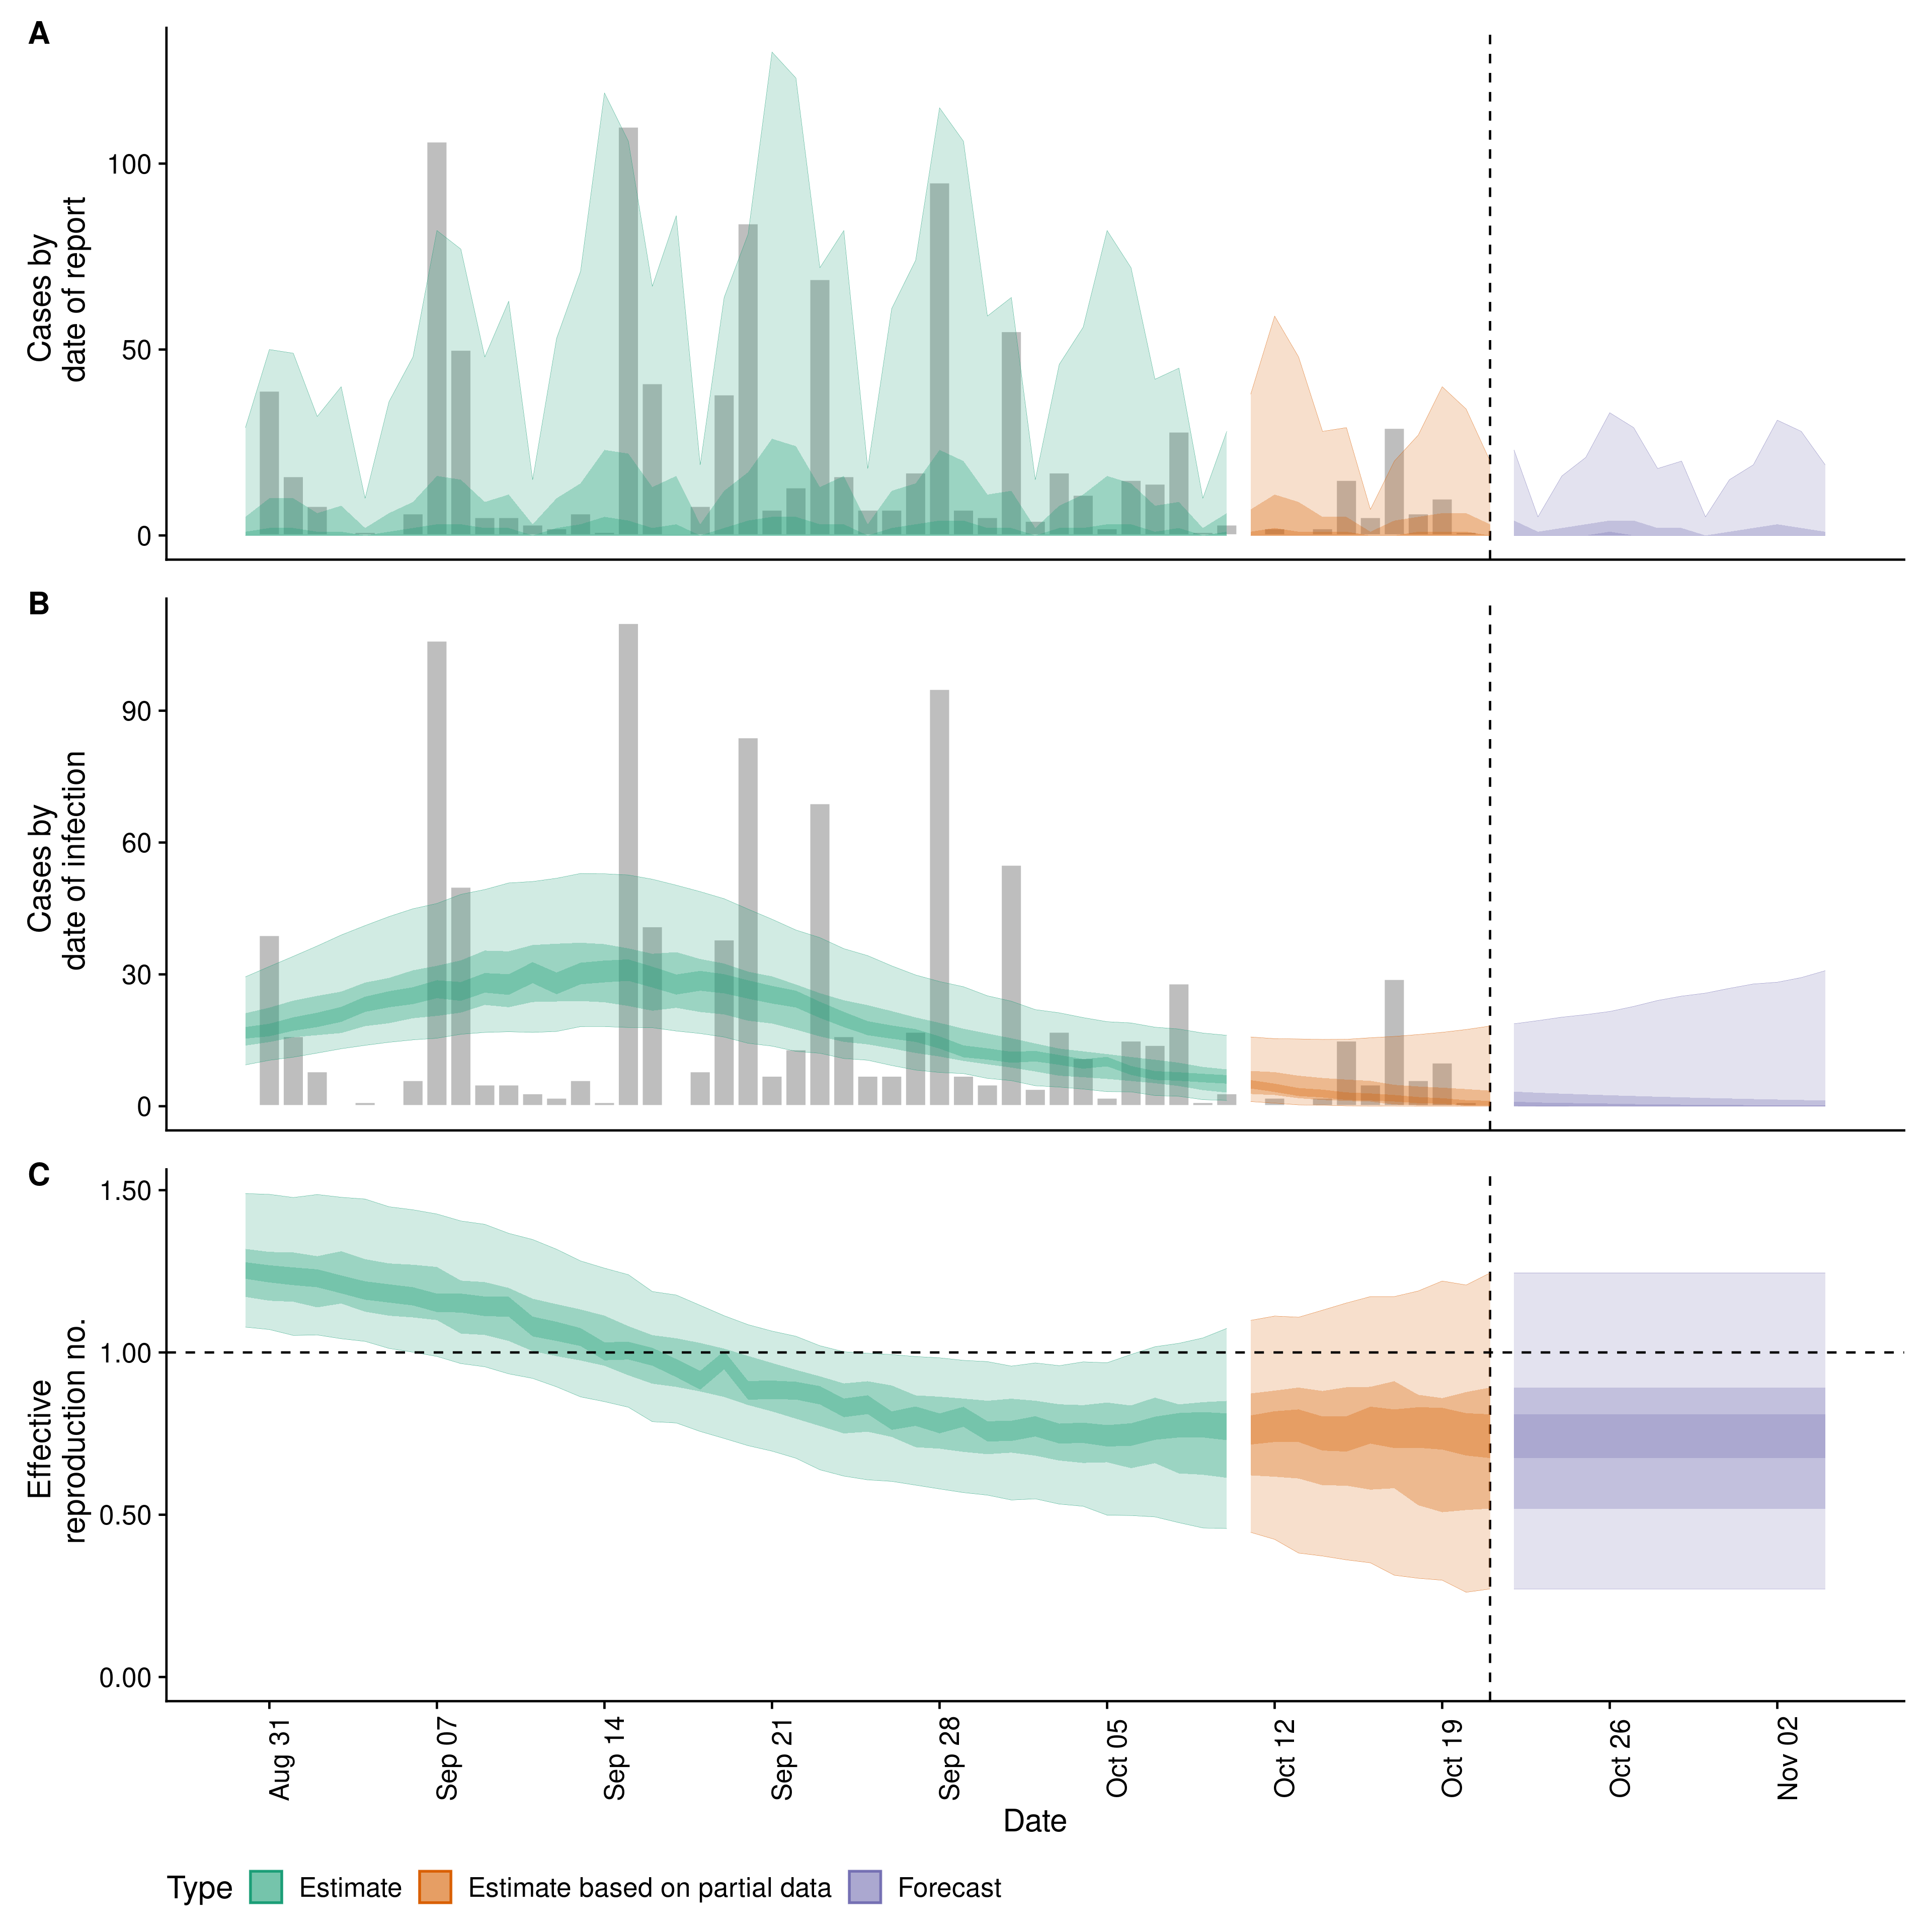 A
Cases by
date of report
100
50
0
B
Cases by
date of infection
90
60
30
0
C
Effective
reproduction no.
1.50
1.00
0.50
0.00
Aug 31
Sep 07
Sep 14
Sep 21
Sep 28
Oct 05
Oct 12
Oct 19
Oct 26
Nov 02
Date
Type Estimate Estimate based on partial data Forecast